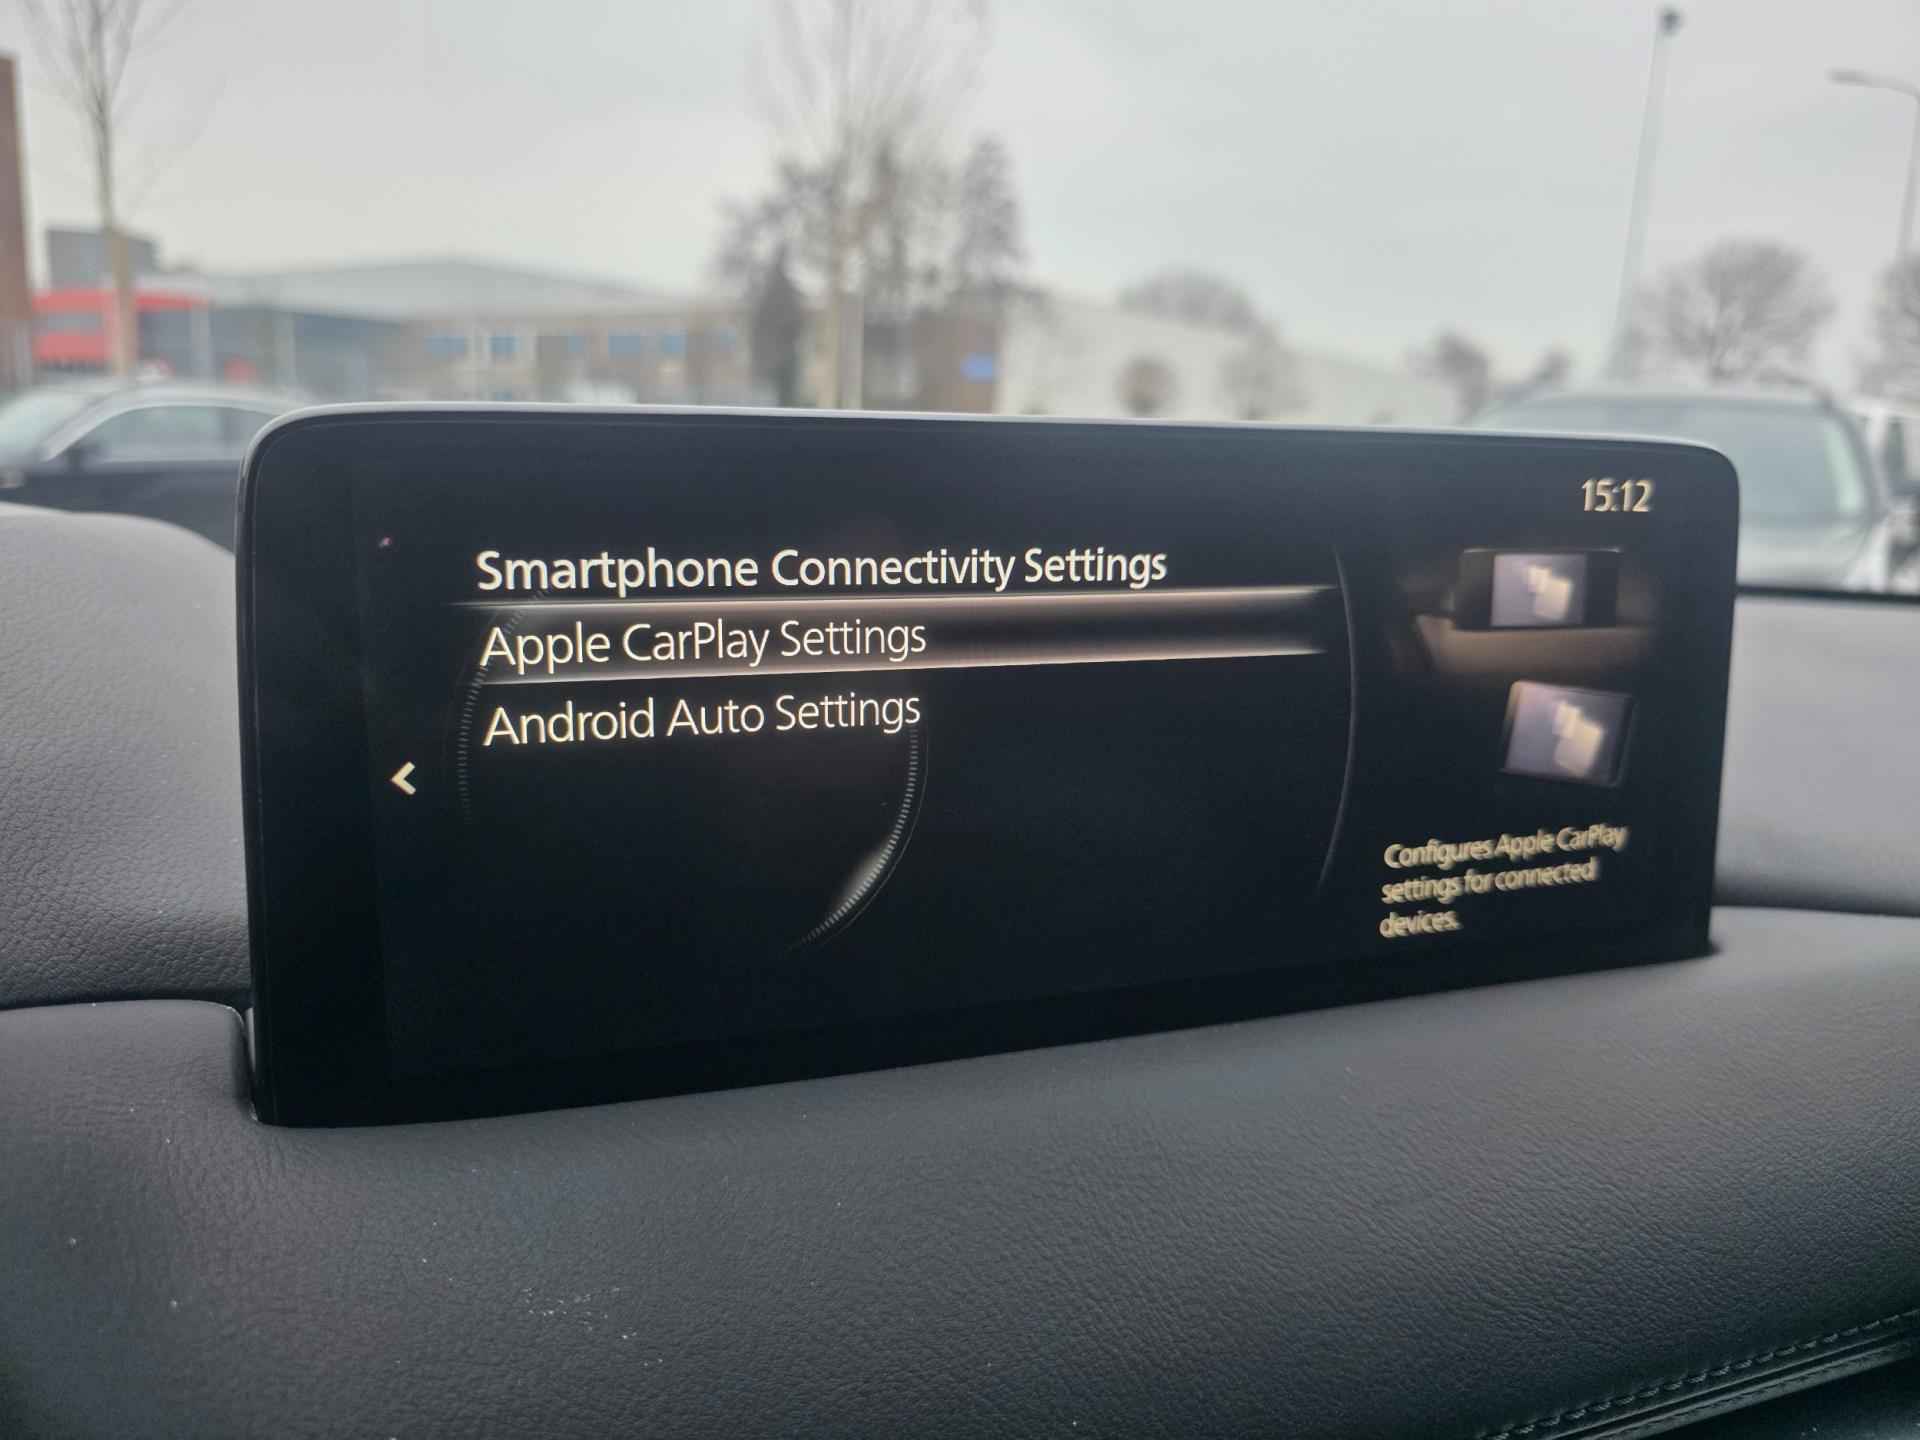 15:12
Smartphone Connectivity Settings
Apple CarPlay Settings
Android Auto Settings
Configures Apple CarPlay
settings for connected
devices.